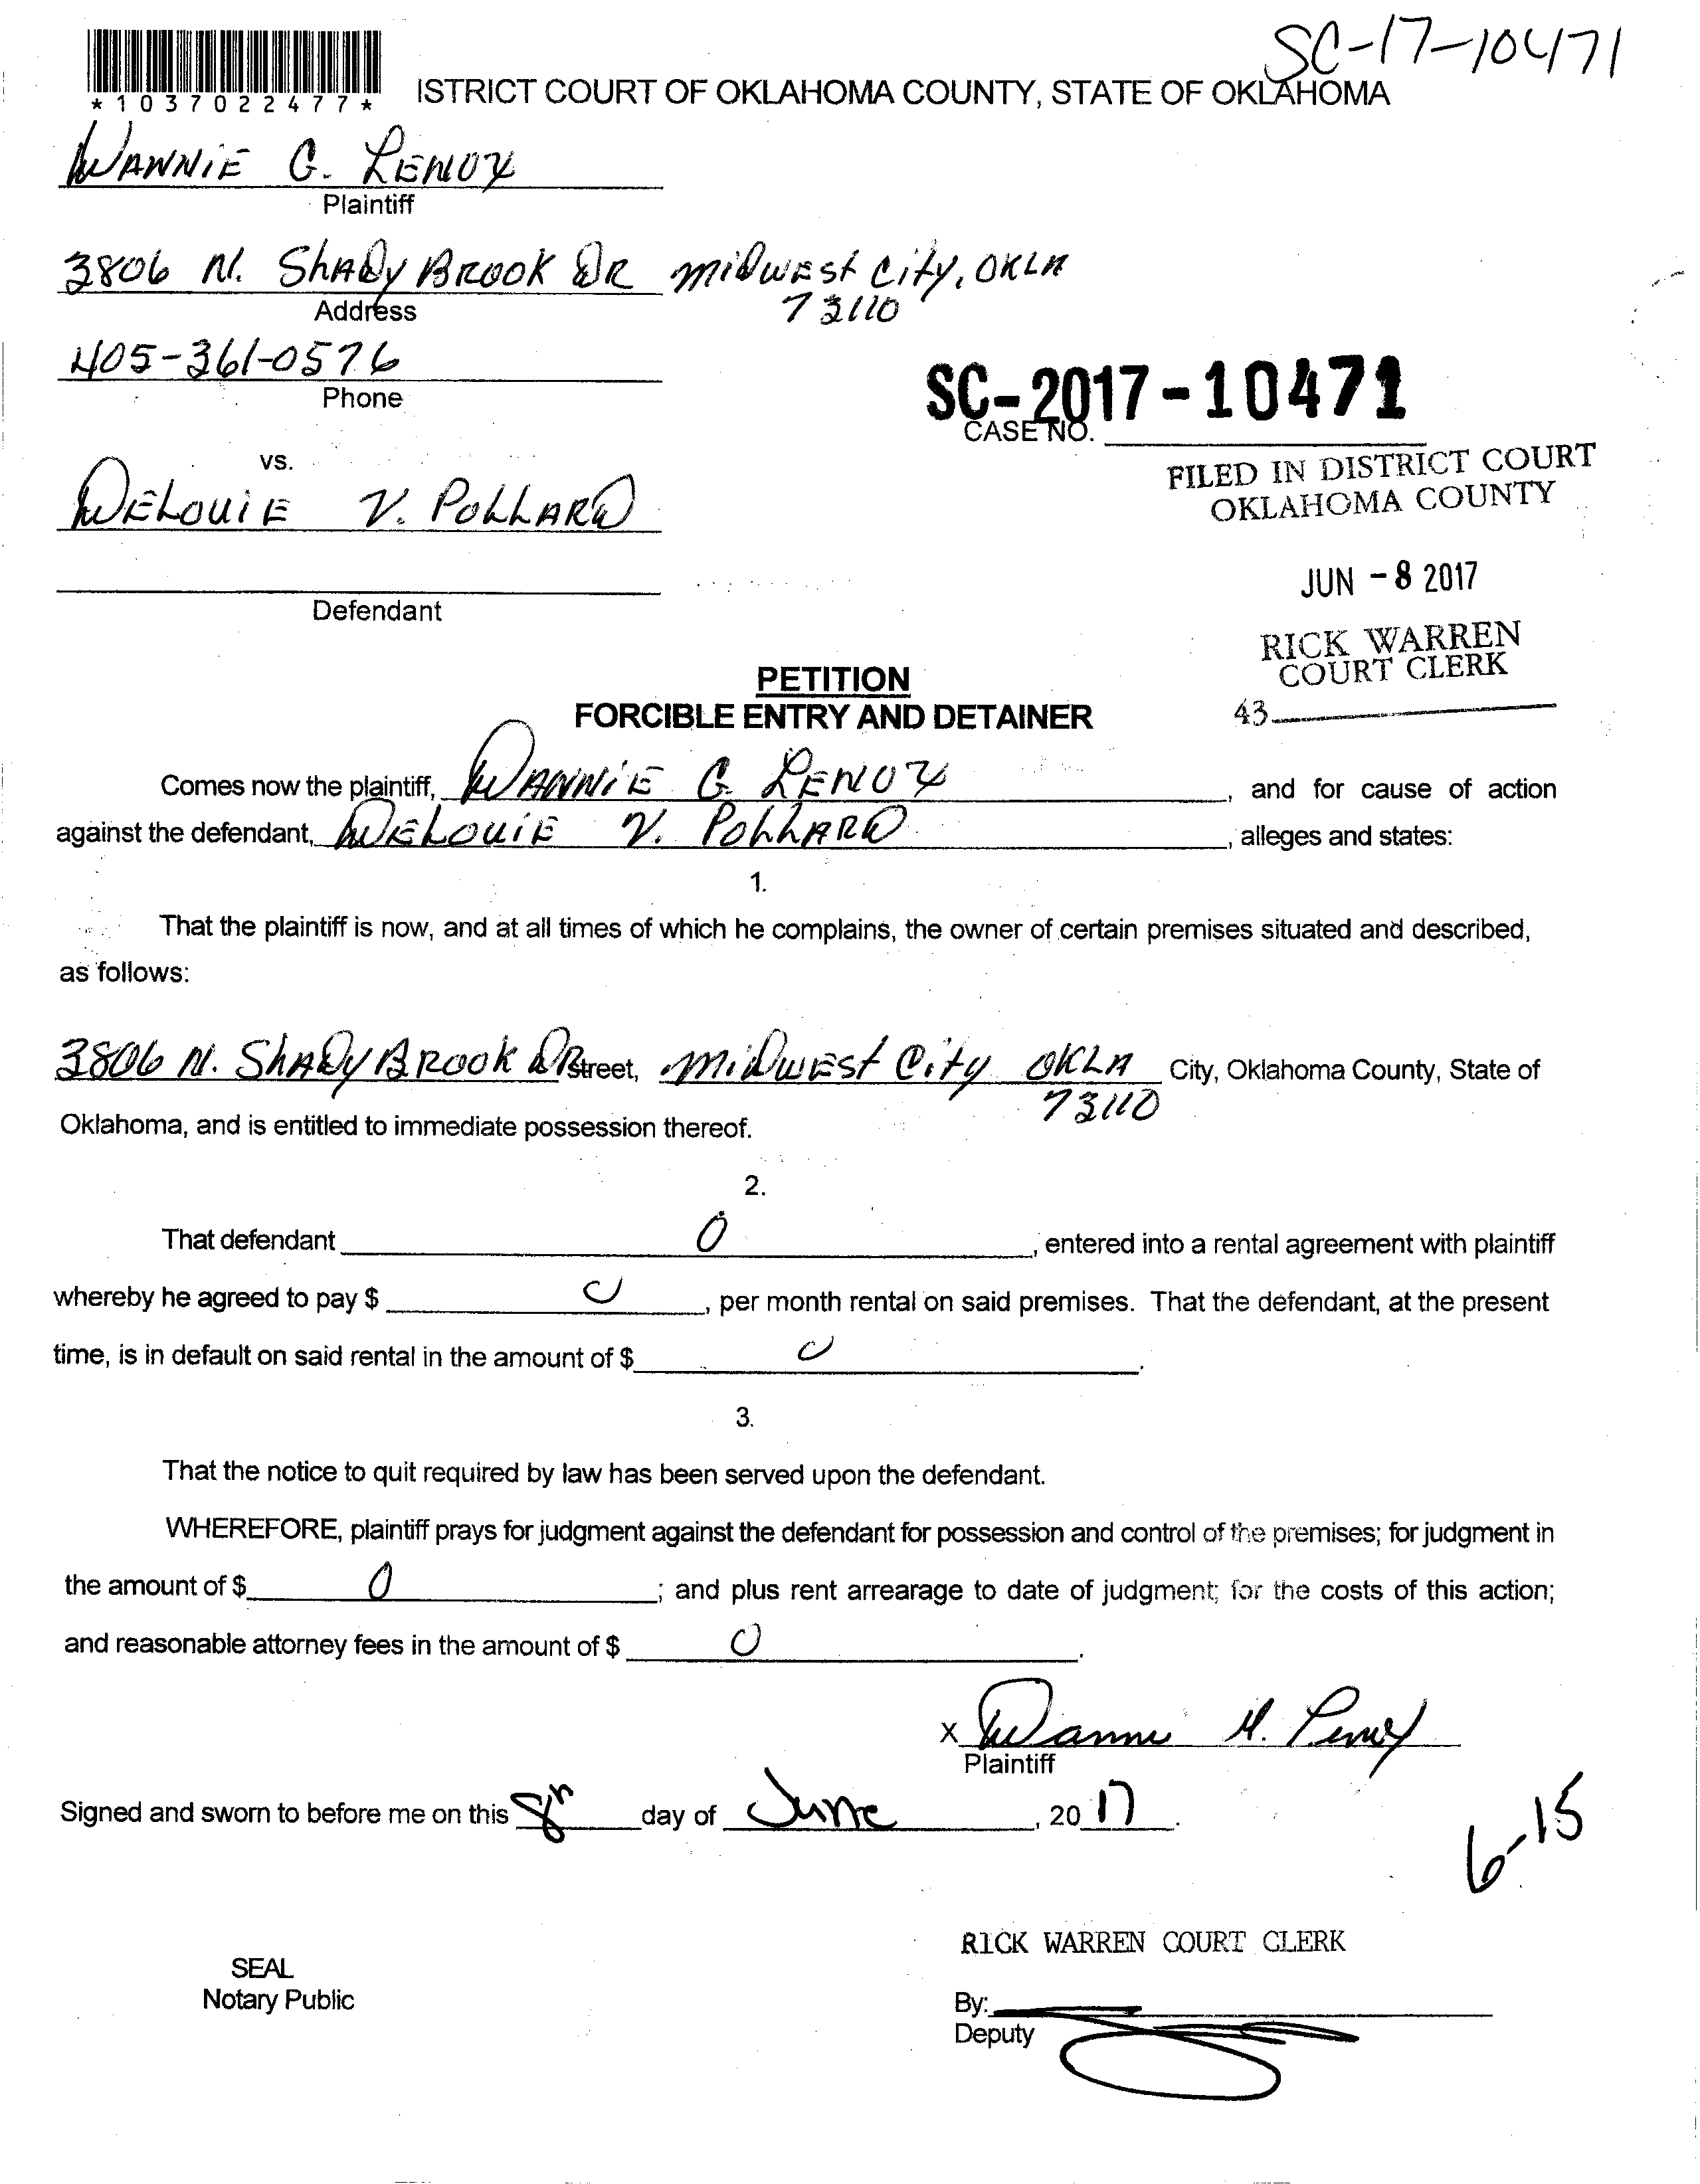 SC-17-10471
*1037022477*
ISTRICT COURT OF OKLAHOMA COUNTY, STATE OF OKLAHOMA
DANNIE G. LENOX
Plaintiff
3806 N. SHADY BROOK DR MIDWEST CITY, OKLA
Address 73110
405-361-0576
Phone
SC-2017-10471
CASE NO.
FILED IN DISTRICT COURT
OKLAHOMA COUNTY
vs.
DELOUIE V. POLLARD
JUN -8 2017
Defendant
RICK WARREN
COURT CLERK
43
PETITION
FORCIBLE ENTRY AND DETAINER
Comes now the plaintiff, DANNIE G. LENOX, and for cause of action
against the defendant, DELOUIE V. POLLARD, alleges and states:
1.
That the plaintiff is now, and at all times of which he complains, the owner of certain premises situated and described,
as follows:
3806 N. SHADY BROOK DR Street, MIDWEST CITY OKLA City, Oklahoma County, State of
73110
Oklahoma, and is entitled to immediate possession thereof.
2.
That defendant 0, entered into a rental agreement with plaintiff
whereby he agreed to pay $ 0, per month rental on said premises. That the defendant, at the present
time, is in default on said rental in the amount of $ 0.
3.
That the notice to quit required by law has been served upon the defendant.
WHEREFORE, plaintiff prays for judgment against the defendant for possession and control of the premises; for judgment in
the amount of $ 0; and plus rent arrearage to date of judgment; for the costs of this action;
and reasonable attorney fees in the amount of $ 0.
X
Plaintiff
Signed and sworn to before me on this 8th day of June, 2017.
6-15
RICK WARREN COURT CLERK
SEAL
Notary Public
By:
Deputy